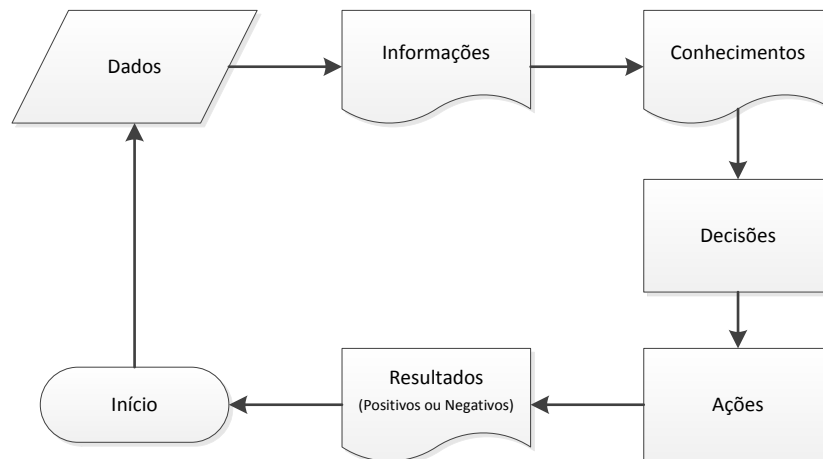 Dados
Informações
Conhecimentos
Decisões
Início
Resultados
(Positivos ou Negativos)
Ações